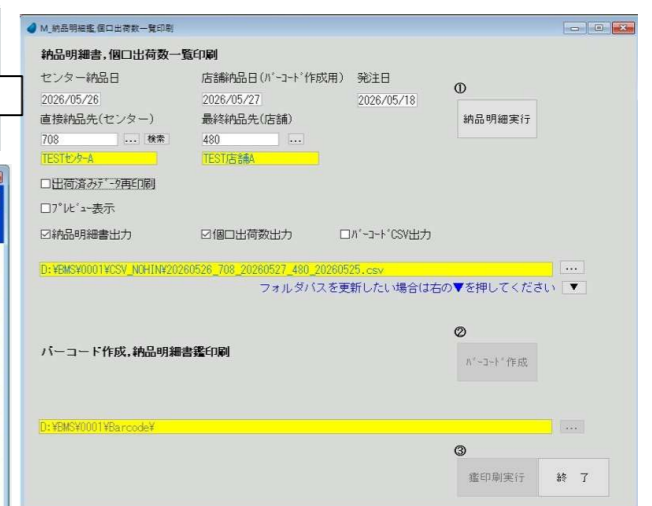 M_納品明細鑑,個口出荷数一覧印刷
納品明細書,個口出荷数一覧印刷
センター納品日
店舗納品日(ﾊﾞｰｺｰﾄﾞ作成用)
発注日
①
2026/05/26
2026/05/27
2026/05/18
直接納品先(センター)
最終納品先(店舗)
納品明細実行
708
...
検索
480
...
TESTｾﾝﾀｰA
TEST店舗A
□出荷済みﾃﾞｰﾀ再印刷
□ﾌﾟﾚﾋﾞｭｰ表示
☑納品明細書出力
☑個口出荷数出力
□ﾊﾞｰｺｰﾄﾞCSV出力
D:¥BMS¥0001¥CSV_NOHIN¥20260526_708_20260527_480_20260525.csv
...
フォルダパスを更新したい場合は右の▼を押してください
▼
②
バーコード作成,納品明細書鑑印刷
ﾊﾞｰｺｰﾄﾞ作成
D:¥BMS¥0001¥Barcode¥
...
③
鑑印刷実行
終 了